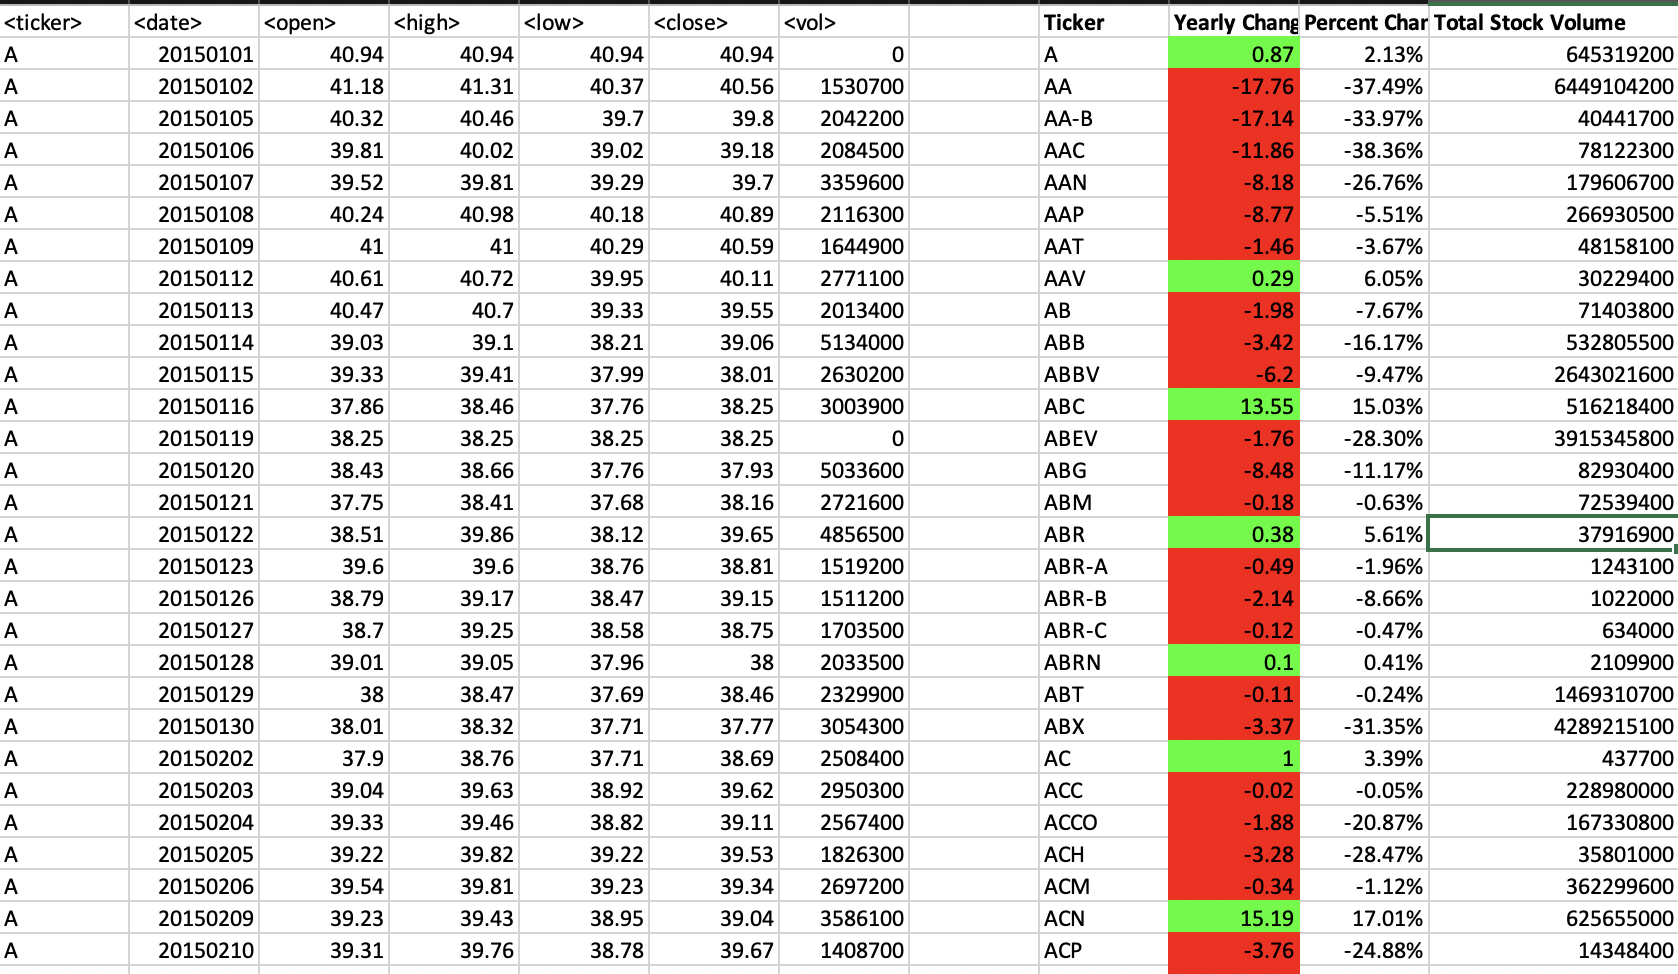 <ticker> <date> <open> <high> <low> <close> <vol> Ticker Yearly Chang Percent Char Total Stock Volume
A 20150101 40.94 40.94 40.94 40.94 0 A 0.87 2.13% 645319200
A 20150102 41.18 41.31 40.37 40.56 1530700 AA -17.76 -37.49% 6449104200
A 20150105 40.32 40.46 39.7 39.8 2042200 AA-B -17.14 -33.97% 40441700
A 20150106 39.81 40.02 39.02 39.18 2084500 AAC -11.86 -38.36% 78122300
A 20150107 39.52 39.81 39.29 39.7 3359600 AAN -8.18 -26.76% 179606700
A 20150108 40.24 40.98 40.18 40.89 2116300 AAP -8.77 -5.51% 266930500
A 20150109 41 41 40.29 40.59 1644900 AAT -1.46 -3.67% 48158100
A 20150112 40.61 40.72 39.95 40.11 2771100 AAV 0.29 6.05% 30229400
A 20150113 40.47 40.7 39.33 39.55 2013400 AB -1.98 -7.67% 71403800
A 20150114 39.03 39.1 38.21 39.06 5134000 ABB -3.42 -16.17% 532805500
A 20150115 39.33 39.41 37.99 38.01 2630200 ABBV -6.2 -9.47% 2643021600
A 20150116 37.86 38.46 37.76 38.25 3003900 ABC 13.55 15.03% 516218400
A 20150119 38.25 38.25 38.25 38.25 0 ABEV -1.76 -28.30% 3915345800
A 20150120 38.43 38.66 37.76 37.93 5033600 ABG -8.48 -11.17% 82930400
A 20150121 37.75 38.41 37.68 38.16 2721600 ABM -0.18 -0.63% 72539400
A 20150122 38.51 39.86 38.12 39.65 4856500 ABR 0.38 5.61% 37916900
A 20150123 39.6 39.6 38.76 38.81 1519200 ABR-A -0.49 -1.96% 1243100
A 20150126 38.79 39.17 38.47 39.15 1511200 ABR-B -2.14 -8.66% 1022000
A 20150127 38.7 39.25 38.58 38.75 1703500 ABR-C -0.12 -0.47% 634000
A 20150128 39.01 39.05 37.96 38 2033500 ABRN 0.1 0.41% 2109900
A 20150129 38 38.47 37.69 38.46 2329900 ABT -0.11 -0.24% 1469310700
A 20150130 38.01 38.32 37.71 37.77 3054300 ABX -3.37 -31.35% 4289215100
A 20150202 37.9 38.76 37.71 38.69 2508400 AC 1 3.39% 437700
A 20150203 39.04 39.63 38.92 39.62 2950300 ACC -0.02 -0.05% 228980000
A 20150204 39.33 39.46 38.82 39.11 2567400 ACCO -1.88 -20.87% 167330800
A 20150205 39.22 39.82 39.22 39.53 1826300 ACH -3.28 -28.47% 35801000
A 20150206 39.54 39.81 39.23 39.34 2697200 ACM -0.34 -1.12% 362299600
A 20150209 39.23 39.43 38.95 39.04 3586100 ACN 15.19 17.01% 625655000
A 20150210 39.31 39.76 38.78 39.67 1408700 ACP -3.76 -24.88% 14348400